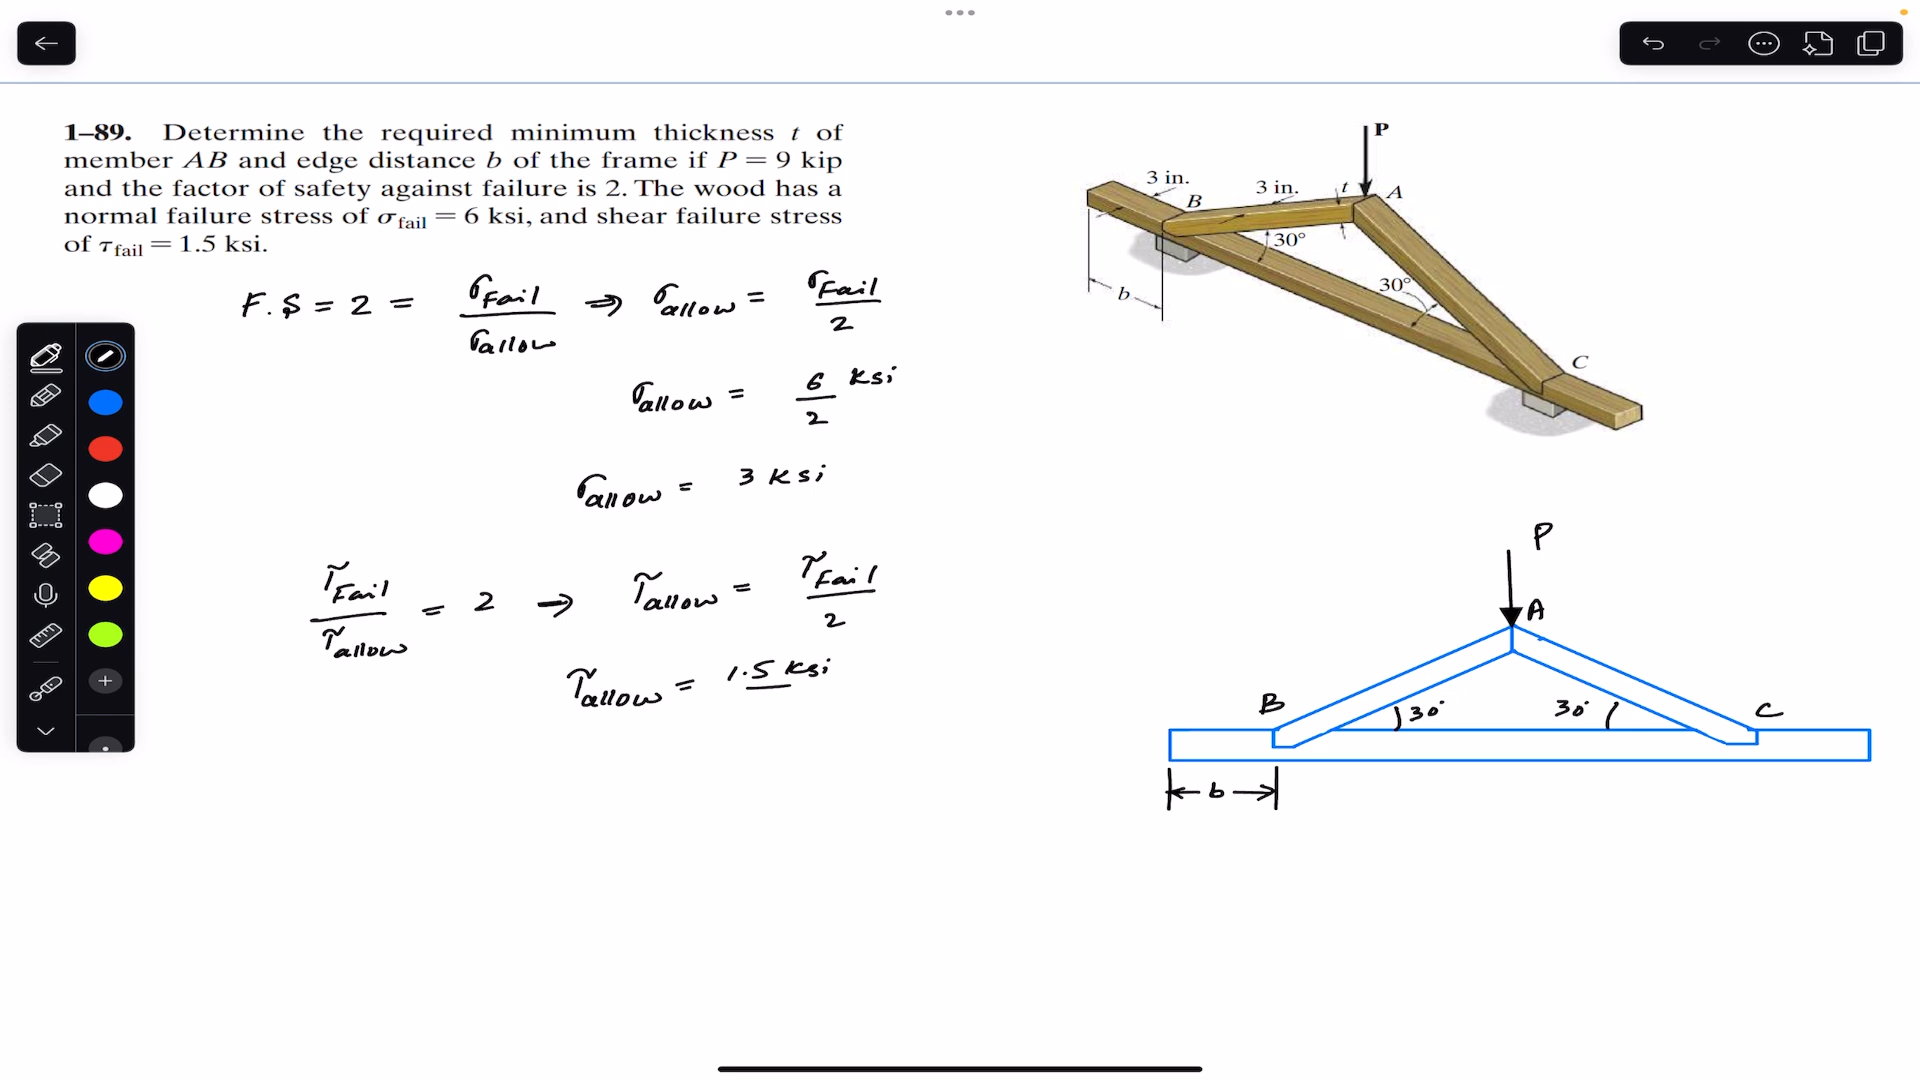 1–89. Determine the required minimum thickness t of
member AB and edge distance b of the frame if P = 9 kip
and the factor of safety against failure is 2. The wood has a
normal failure stress of σfail = 6 ksi, and shear failure stress
of τfail = 1.5 ksi.
F.S = 2 = σFail / σallow ⇒ σallow = σFail / 2
σallow = 6/2 ksi
σallow = 3 ksi
τFail / τallow = 2 → τallow = τFail / 2
τallow = 1.5 ksi
P
3 in.
B
3 in.
t
A
30°
30°
b
C
P
A
B
30°
30°
C
b